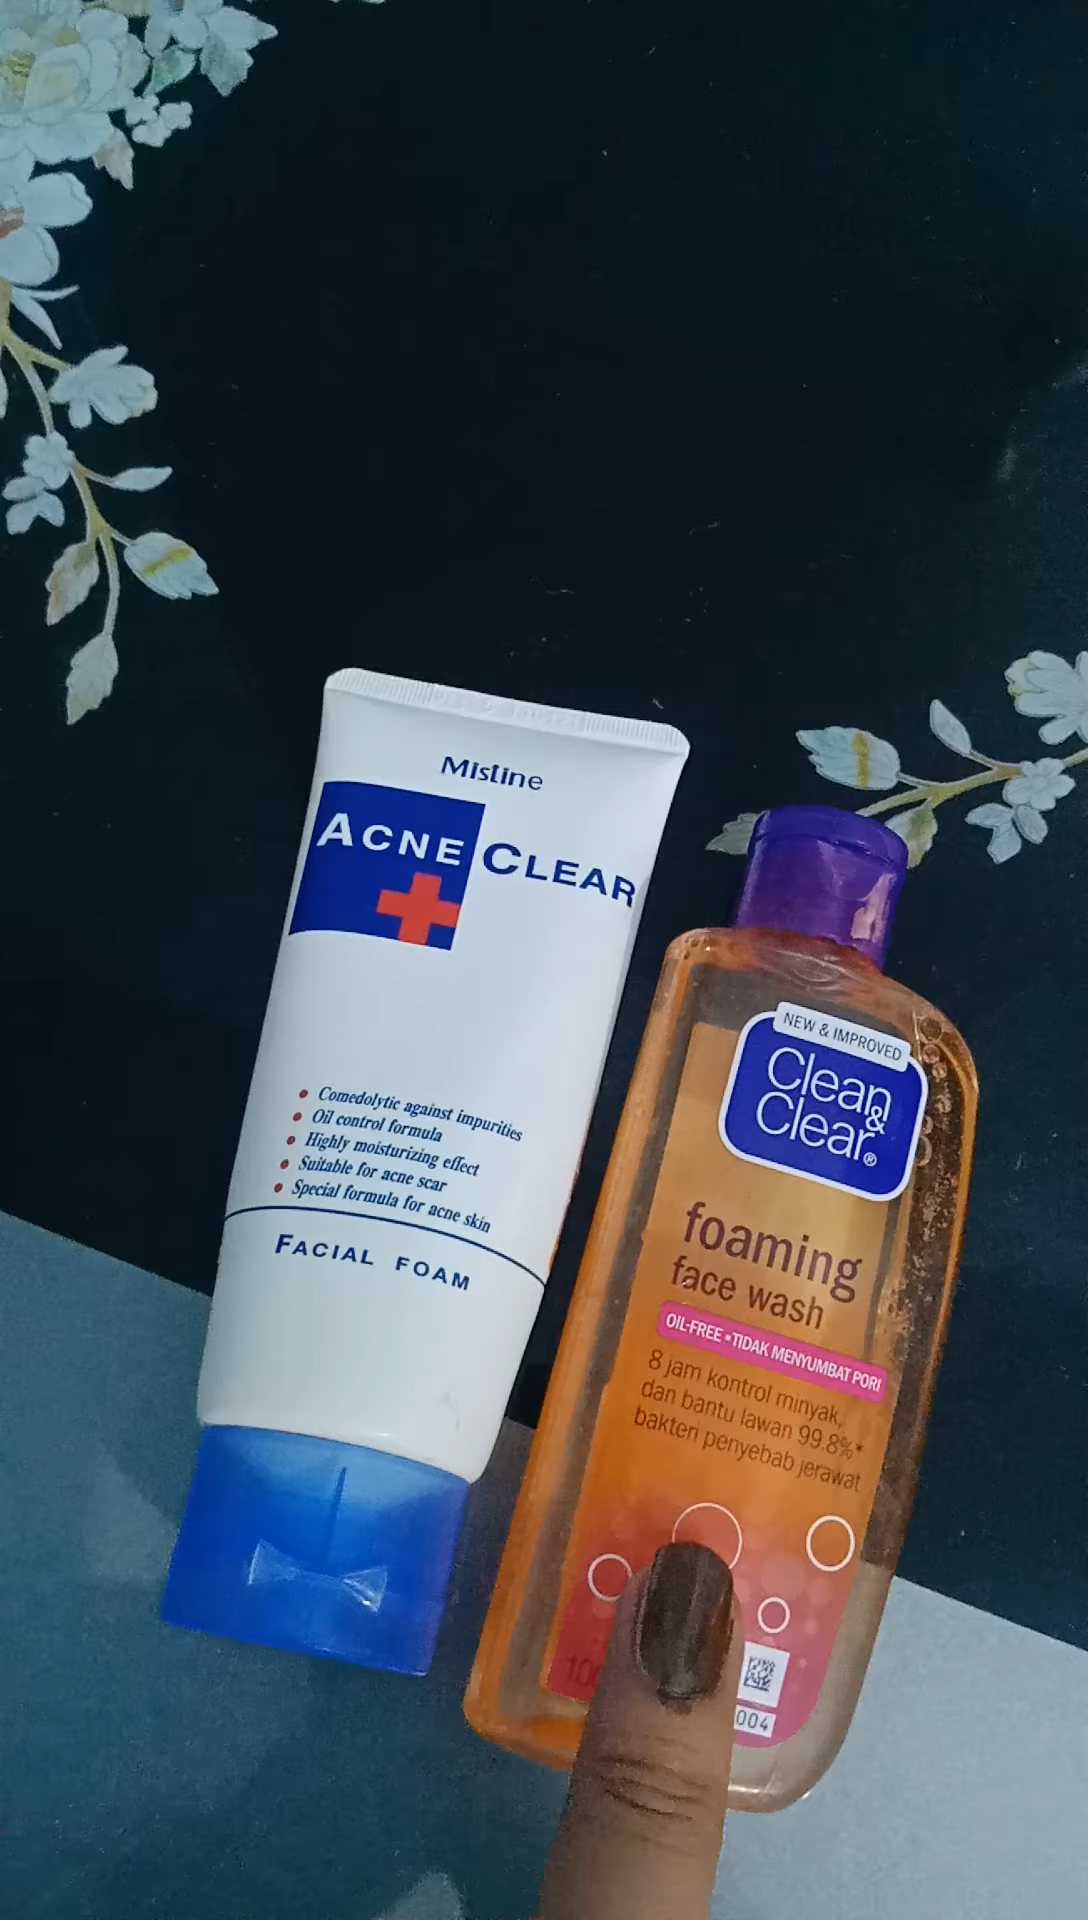 Mistine
ACNE CLEAR
Comedolytic against impurities
Oil control formula
Highly moisturizing effect
Suitable for acne scar
Special formula for acne skin
FACIAL FOAM
NEW & IMPROVED
Clean
&
Clear®
foaming
face wash
OIL-FREE • TIDAK MENYUMBAT PORI
8 jam kontrol minyak,
dan bantu lawan 99.8%*
bakteri penyebab jerawat
004